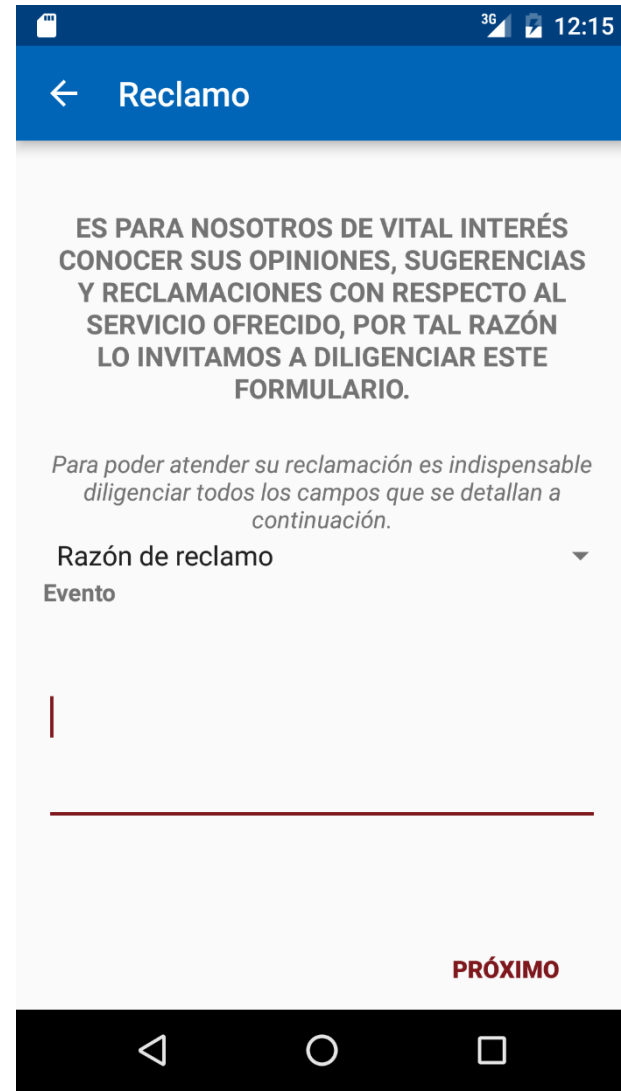 3G 12:15
Reclamo
ES PARA NOSOTROS DE VITAL INTERÉS
CONOCER SUS OPINIONES, SUGERENCIAS
Y RECLAMACIONES CON RESPECTO AL
SERVICIO OFRECIDO, POR TAL RAZÓN
LO INVITAMOS A DILIGENCIAR ESTE
FORMULARIO.
Para poder atender su reclamación es indispensable
diligenciar todos los campos que se detallan a
continuación.
Razón de reclamo
Evento
PRÓXIMO